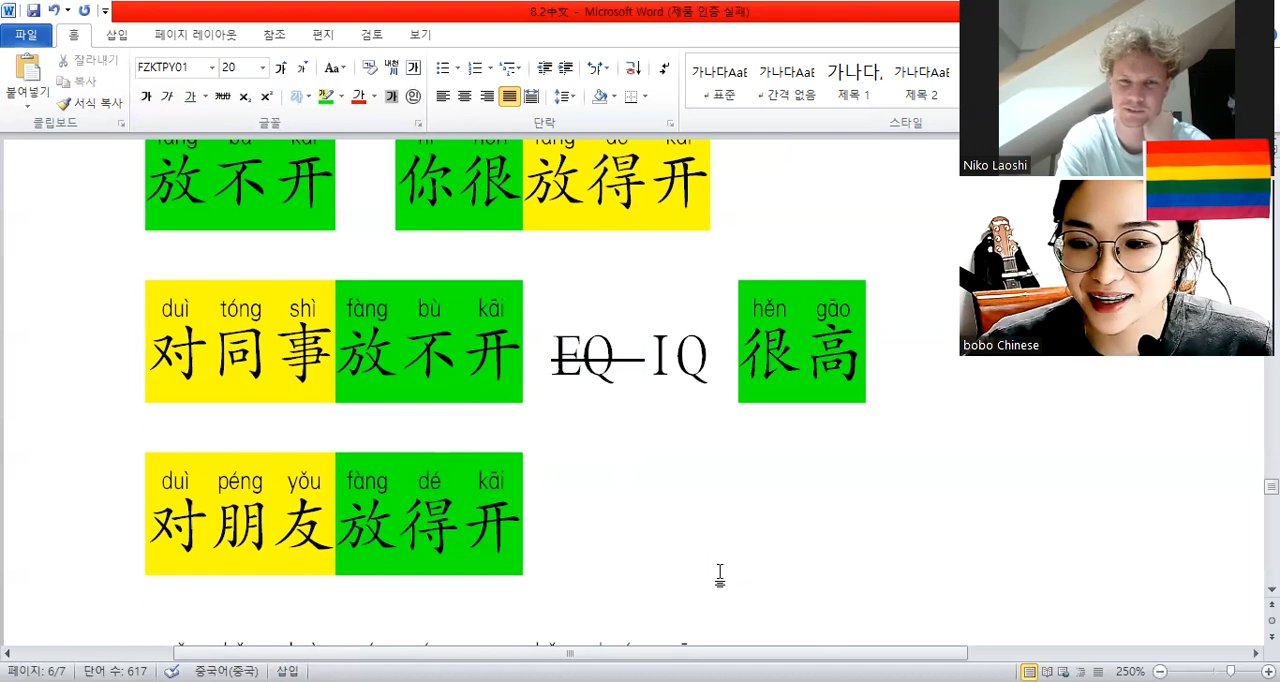 8.2中文 - Microsoft Word (제품 인증 실패)
파일 홈 삽입 페이지 레이아웃 참조 편지 검토 보기
붙여넣기
잘라내기
복사
서식 복사
클립보드
FZKTPY01 20
글꼴
단락
가나다AaB 가나다AaB 가나다, 가나다AaB
표준 간격 없음 제목 1 제목 2
스타일
Niko Laoshi
bobo Chinese
放不开 你很放得开
duì tóng shì fàng bù kāi hěn gāo
对同事放不开 EQ IQ 很高
duì péng yǒu fàng dé kāi
对朋友放得开
페이지: 6/7 단어 수: 617 중국어(중국) 삽입 250%